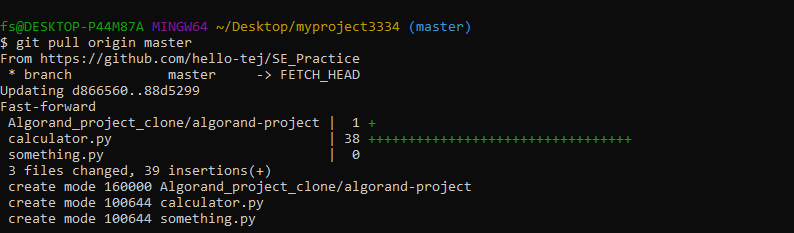 fs@DESKTOP-P44M87A MINGW64 ~/Desktop/myproject3334 (master)
$ git pull origin master
From https://github.com/hello-tej/SE_Practice
 * branch            master     -> FETCH_HEAD
Updating d866560..88d5299
Fast-forward
 Algorand_project_clone/algorand-project |  1 +
 calculator.py                           | 38 +++++++++++++++++++++++++++++++++
 something.py                            |  0
 3 files changed, 39 insertions(+)
 create mode 160000 Algorand_project_clone/algorand-project
 create mode 100644 calculator.py
 create mode 100644 something.py